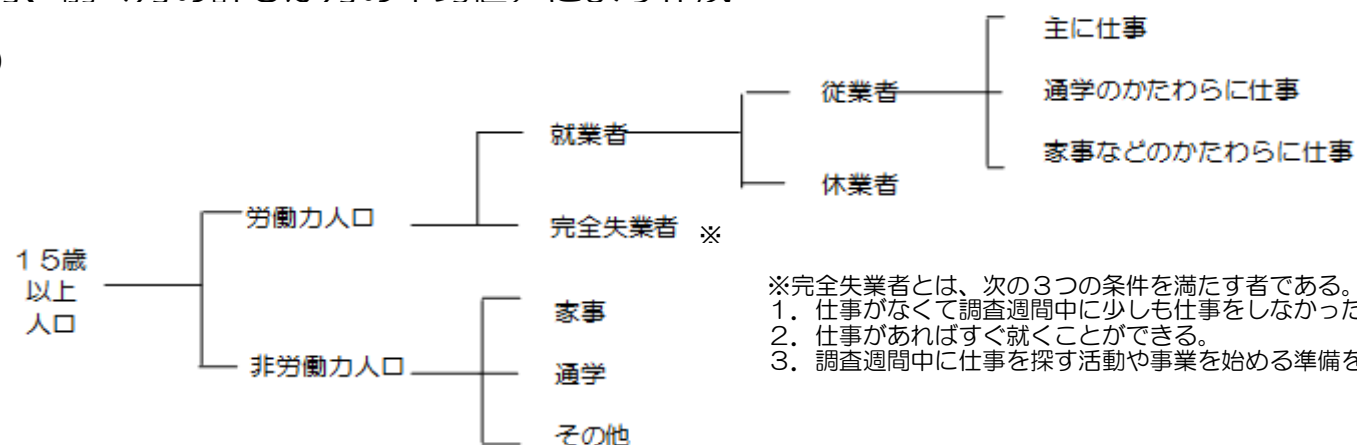 主に仕事
通学のかたわらに仕事
従業者
家事などのかたわらに仕事
就業者
休業者
労働力人口
完全失業者 ※
１５歳
以上
人口
※完全失業者とは、次の３つの条件を満たす者である。
１．仕事がなくて調査週間中に少しも仕事をしなかった
２．仕事があればすぐ就くことができる。
３．調査週間中に仕事を探す活動や事業を始める準備を
家事
非労働力人口
通学
その他